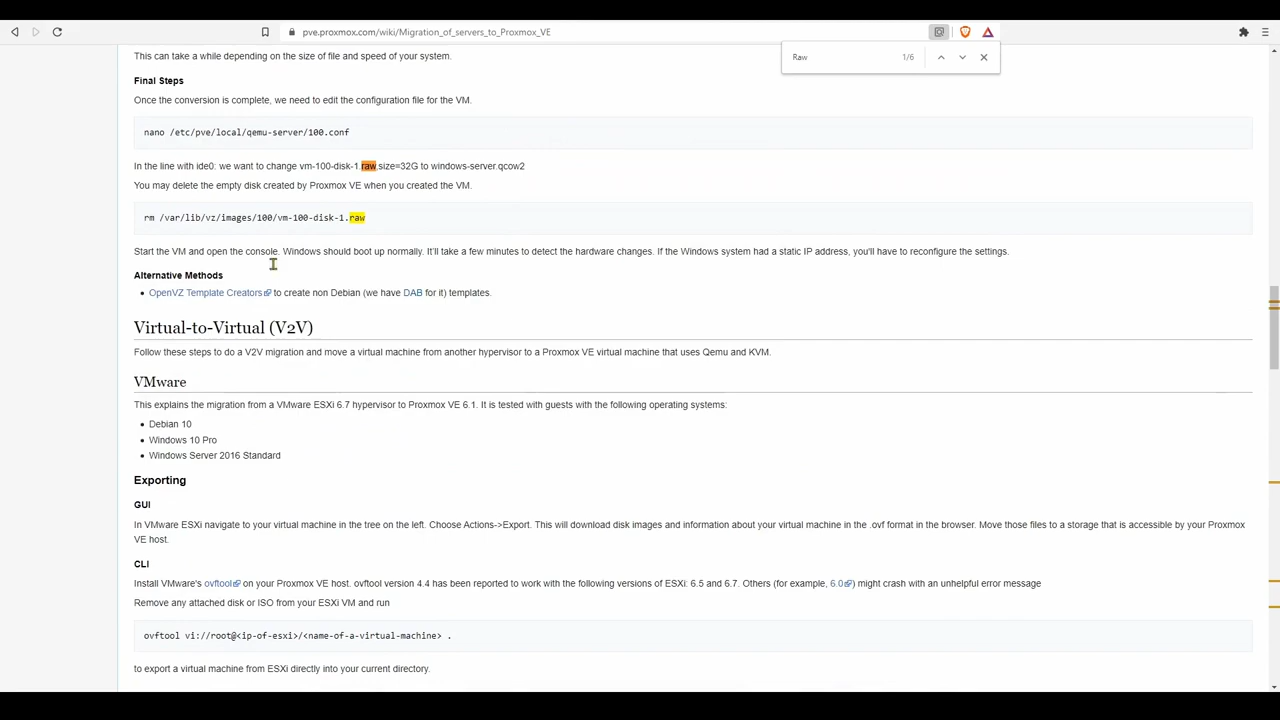 pve.proxmox.com/wiki/Migration_of_servers_to_Proxmox_VE
Raw 1/6
This can take a while depending on the size of file and speed of your system.
Final Steps
Once the conversion is complete, we need to edit the configuration file for the VM.
nano /etc/pve/local/qemu-server/100.conf
In the line with ide0: we want to change vm-100-disk-1.raw,size=32G to windows-server.qcow2
You may delete the empty disk created by Proxmox VE when you created the VM.
rm /var/lib/vz/images/100/vm-100-disk-1.raw
Start the VM and open the console. Windows should boot up normally. It'll take a few minutes to detect the hardware changes. If the Windows system had a static IP address, you'll have to reconfigure the settings.
Alternative Methods
• OpenVZ Template Creators to create non Debian (we have DAB for it) templates.
Virtual-to-Virtual (V2V)
Follow these steps to do a V2V migration and move a virtual machine from another hypervisor to a Proxmox VE virtual machine that uses Qemu and KVM.
VMware
This explains the migration from a VMware ESXi 6.7 hypervisor to Proxmox VE 6.1. It is tested with guests with the following operating systems:
• Debian 10
• Windows 10 Pro
• Windows Server 2016 Standard
Exporting
GUI
In VMware ESXi navigate to your virtual machine in the tree on the left. Choose Actions->Export. This will download disk images and information about your virtual machine in the .ovf format in the browser. Move those files to a storage that is accessible by your Proxmox
VE host.
CLI
Install VMware's ovftool on your Proxmox VE host. ovftool version 4.4 has been reported to work with the following versions of ESXi: 6.5 and 6.7. Others (for example, 6.0) might crash with an unhelpful error message
Remove any attached disk or ISO from your ESXi VM and run
ovftool vi://root@<ip-of-esxi>/<name-of-a-virtual-machine> .
to export a virtual machine from ESXi directly into your current directory.